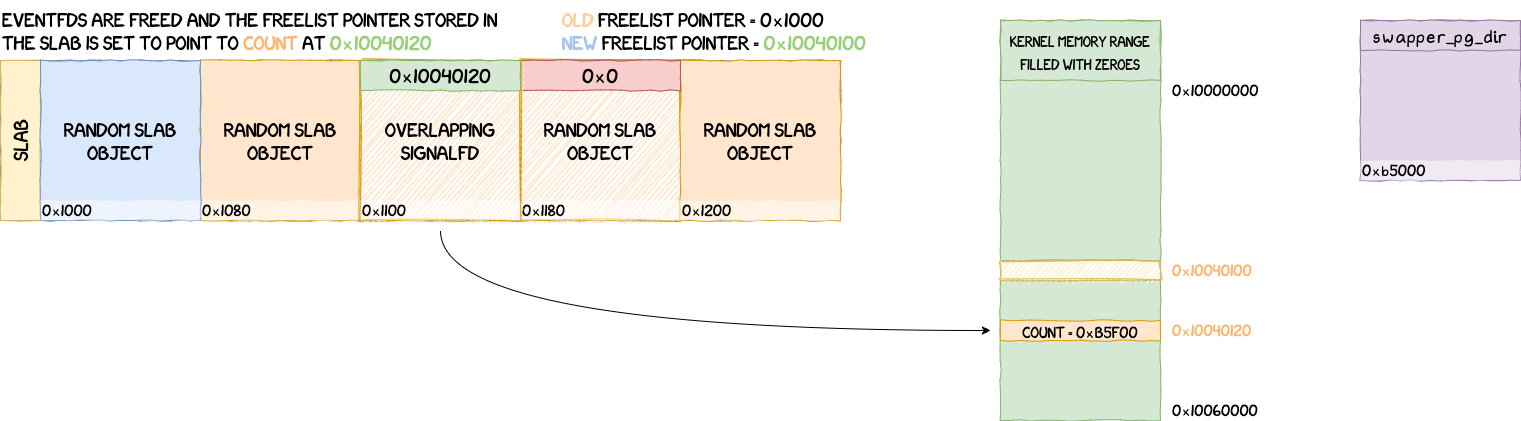 EVENTFDS ARE FREED AND THE FREELIST POINTER STORED IN
THE SLAB IS SET TO POINT TO COUNT AT 0x10040120
OLD FREELIST POINTER = 0x1000
NEW FREELIST POINTER = 0x10040100
SLAB
RANDOM SLAB
OBJECT
0x1000
RANDOM SLAB
OBJECT
0x1080
0x10040120
OVERLAPPING
SIGNALFD
0x1100
0x0
RANDOM SLAB
OBJECT
0x1180
RANDOM SLAB
OBJECT
0x1200
KERNEL MEMORY RANGE
FILLED WITH ZEROES
0x10000000
0x10040100
COUNT = 0xB5F00
0x10040120
0x10060000
swapper_pg_dir
0xb5000